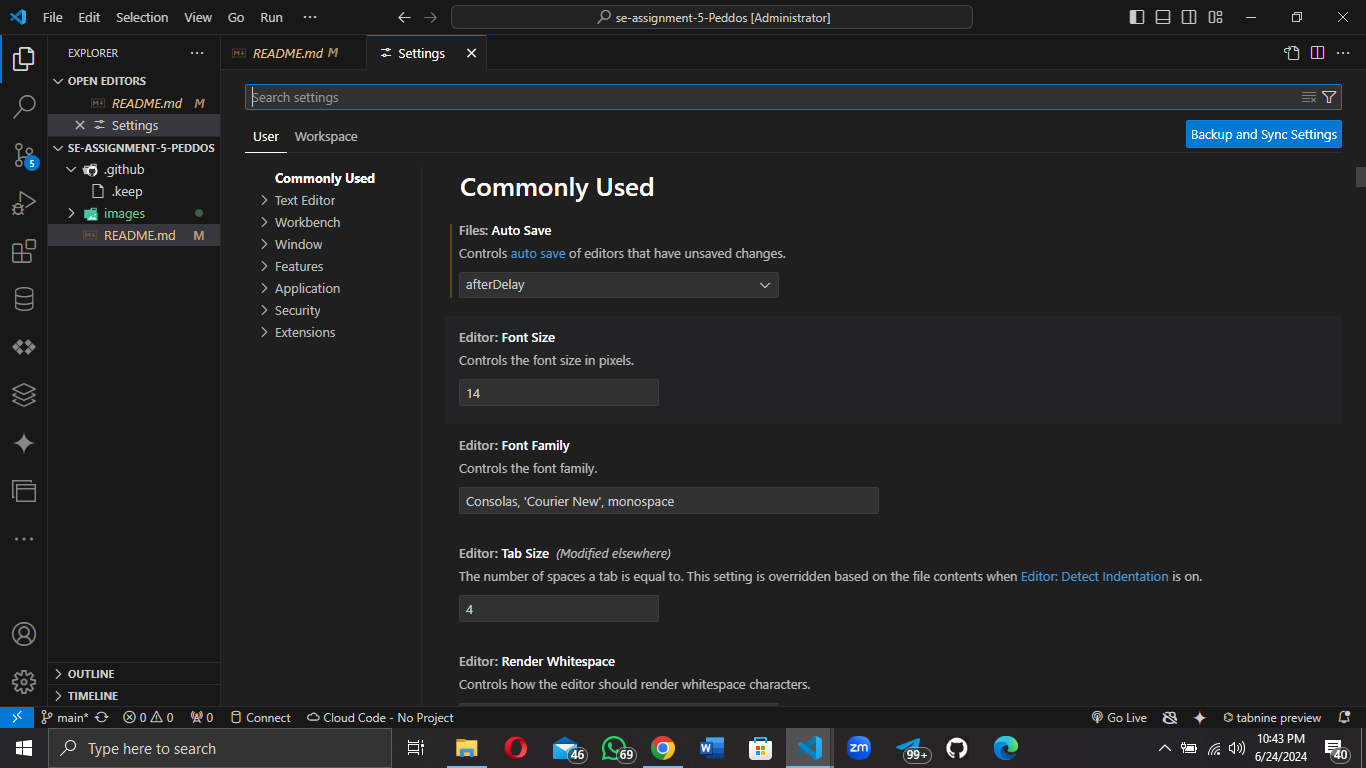 File Edit Selection View Go Run ···
se-assignment-5-Peddos [Administrator]
EXPLORER
OPEN EDITORS
README.md M
Settings
SE-ASSIGNMENT-5-PEDDOS
.github
.keep
images
README.md M
OUTLINE
TIMELINE
README.md M
Settings
Search settings
User Workspace
Backup and Sync Settings
Commonly Used
Text Editor
Workbench
Window
Features
Application
Security
Extensions
Commonly Used
Files: Auto Save
Controls auto save of editors that have unsaved changes.
afterDelay
Editor: Font Size
Controls the font size in pixels.
14
Editor: Font Family
Controls the font family.
Consolas, 'Courier New', monospace
Editor: Tab Size (Modified elsewhere)
The number of spaces a tab is equal to. This setting is overridden based on the file contents when Editor: Detect Indentation is on.
4
Editor: Render Whitespace
Controls how the editor should render whitespace characters.
5
main* 0 0 0 Connect Cloud Code - No Project
Go Live tabnine preview
Type here to search
46 69 W zm 99+
10:43 PM
6/24/2024
40